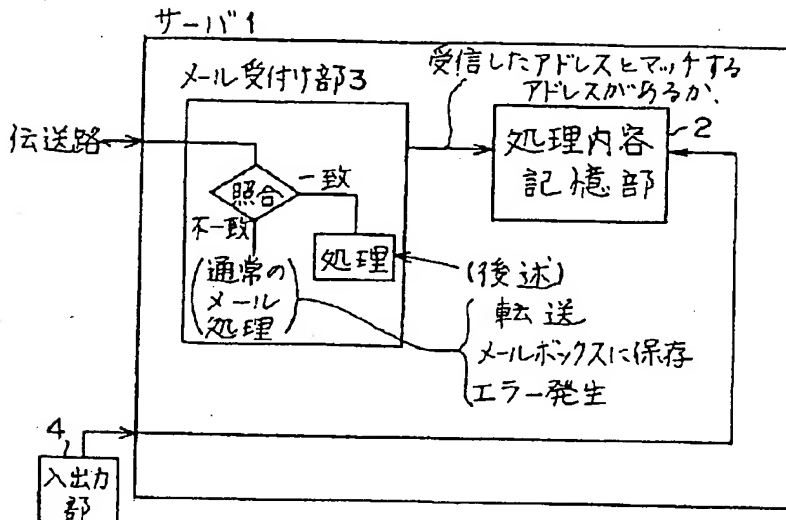 サーバ1
メール受付け部3
受信したアドレスとマッチする
アドレスがあるか、
伝送路
照合
一致
不一致
処理
処理内容
記憶部
2
(通常の
メール
処理)
(後述)
転送
メールボックスに保存
エラー発生
4
入出力
部